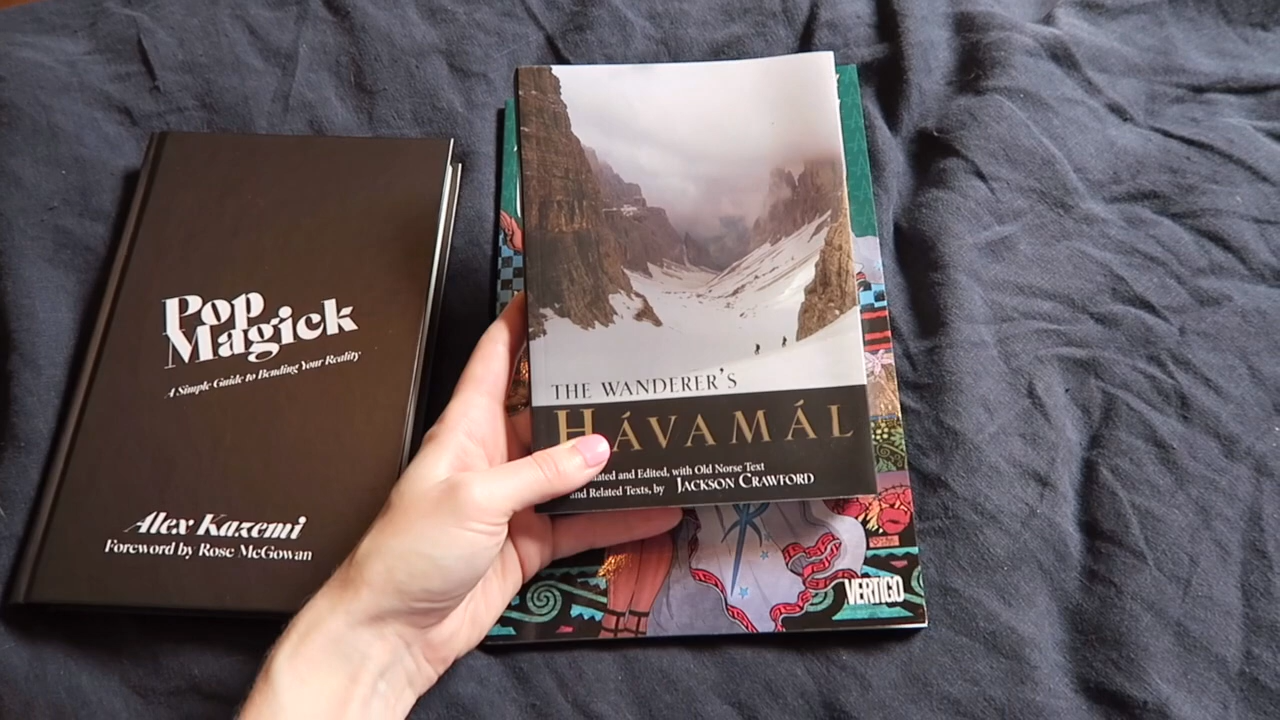 Pop
Magick
A Simple Guide to Bending Your Reality
Alex Kazemi
Foreword by Rose McGowan
THE WANDERER'S
HÁVAMÁL
and Edited, with Old Norse Text
and Related Texts, by JACKSON CRAWFORD
VERTIGO